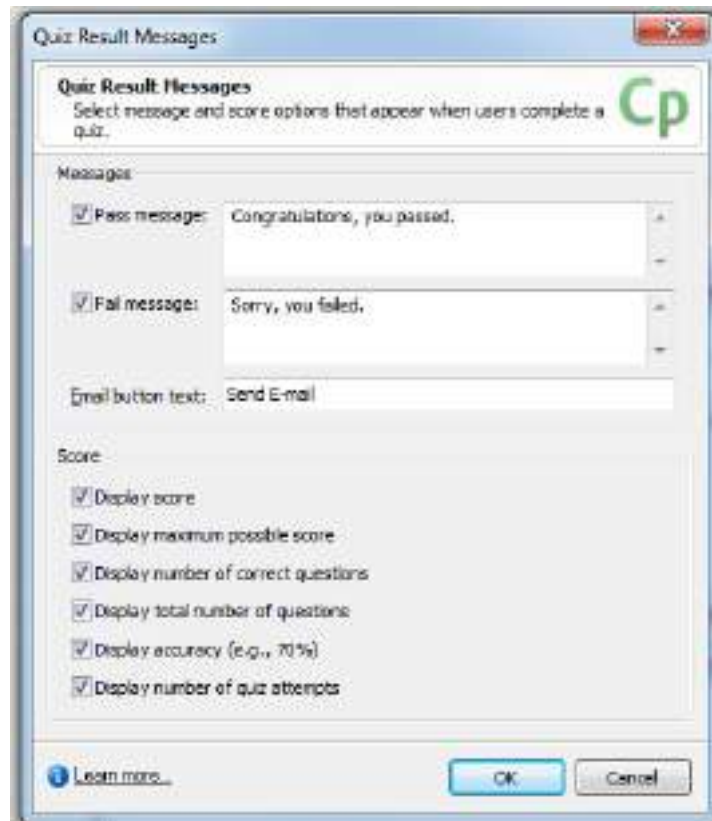 Quiz Result Messages
Quiz Result Messages
Select message and score options that appear when users complete a
quiz.
Cp
Messages
Pass message: Congratulations, you passed.
Fail message: Sorry, you failed.
Email button text: Send E-mail
Score
Display score
Display maximum possible score
Display number of correct questions
Display total number of questions
Display accuracy (e.g., 70%)
Display number of quiz attempts
Learn more... OK Cancel